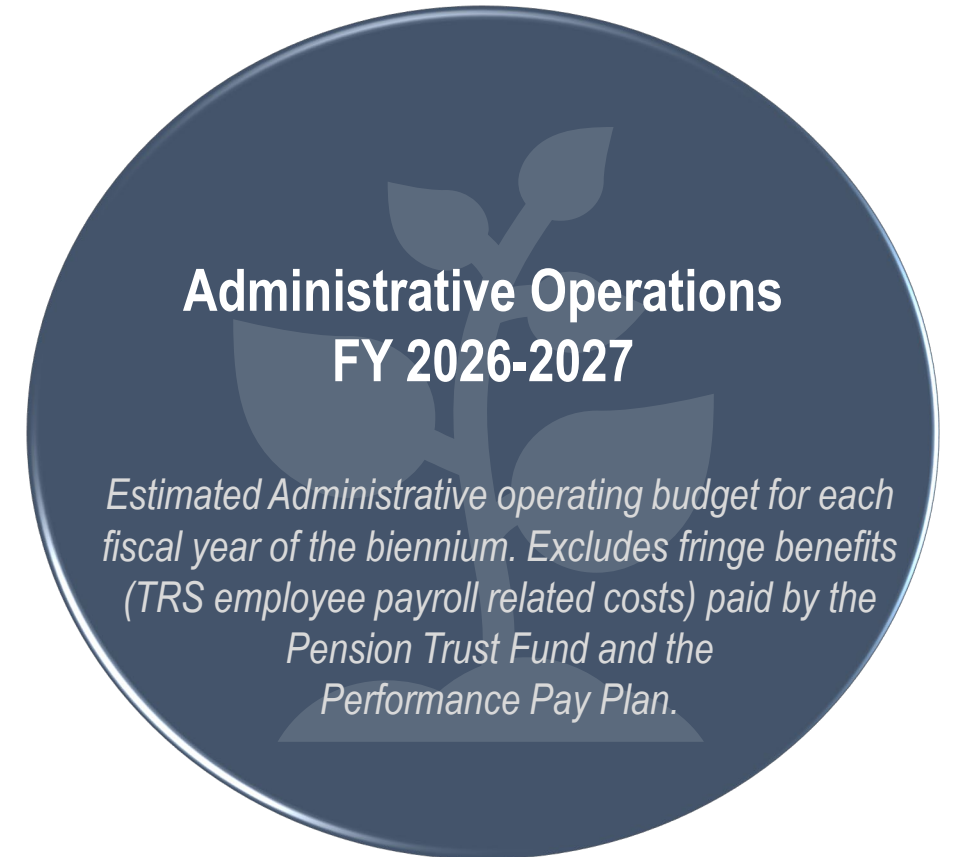 Administrative Operations
FY 2026-2027
Estimated Administrative operating budget for each
fiscal year of the biennium. Excludes fringe benefits
(TRS employee payroll related costs) paid by the
Pension Trust Fund and the
Performance Pay Plan.